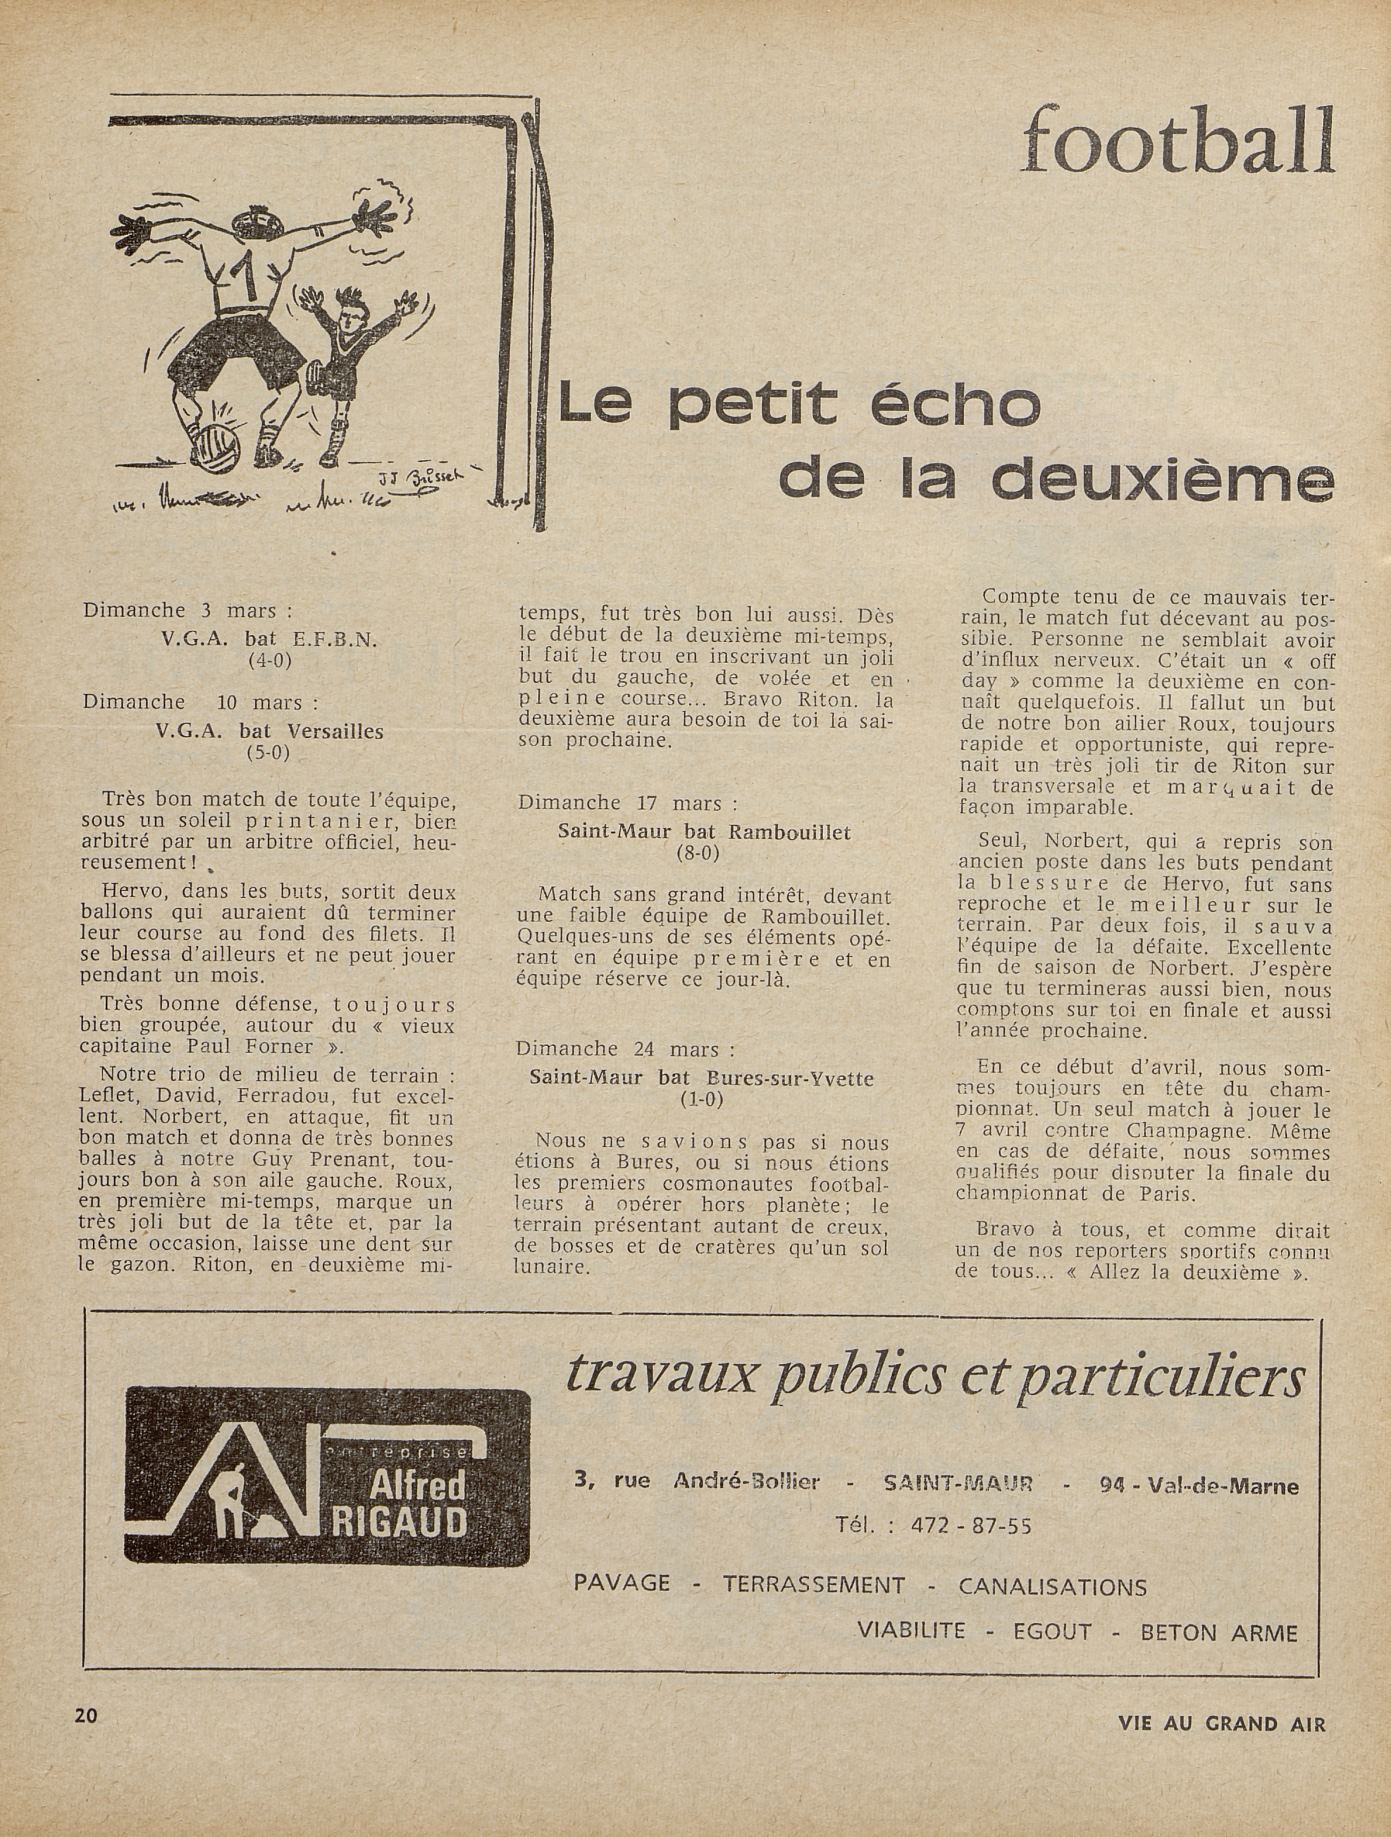 football
JJ Brisset
Le petit écho
de la deuxième
Dimanche 3 mars :
V.G.A. bat E.F.B.N.
(4-0)
Dimanche 10 mars :
V.G.A. bat Versailles
(5-0)
Très bon match de toute l'équipe,
sous un soleil printanier, bien
arbitré par un arbitre officiel, heu-
reusement !
Hervo, dans les buts, sortit deux
ballons qui auraient dû terminer
leur course au fond des filets. Il
se blessa d'ailleurs et ne peut jouer
pendant un mois.
Très bonne défense, toujours
bien groupée, autour du « vieux
capitaine Paul Forner ».
Notre trio de milieu de terrain :
Leflet, David, Ferradou, fut excel-
lent. Norbert, en attaque, fit un
bon match et donna de très bonnes
balles à notre Guy Prenant, tou-
jours bon à son aile gauche. Roux,
en première mi-temps, marque un
très joli but de la tête et, par la
même occasion, laisse une dent sur
le gazon. Riton, en deuxième mi-
temps, fut très bon lui aussi. Dès
le début de la deuxième mi-temps,
il fait le trou en inscrivant un joli
but du gauche, de volée et en
pleine course... Bravo Riton. la
deuxième aura besoin de toi la sai-
son prochaine.
Dimanche 17 mars :
Saint-Maur bat Rambouillet
(8-0)
Match sans grand intérêt, devant
une faible équipe de Rambouillet.
Quelques-uns de ses éléments opé-
rant en équipe première et en
équipe réserve ce jour-là.
Dimanche 24 mars :
Saint-Maur bat Bures-sur-Yvette
(1-0)
Nous ne savions pas si nous
étions à Bures, ou si nous étions
les premiers cosmonautes footbal-
leurs à opérer hors planète ; le
terrain présentant autant de creux,
de bosses et de cratères qu'un sol
lunaire.
Compte tenu de ce mauvais ter-
rain, le match fut décevant au pos-
sible. Personne ne semblait avoir
d'influx nerveux. C'était un « off
day » comme la deuxième en con-
naît quelquefois. Il fallut un but
de notre bon ailier Roux, toujours
rapide et opportuniste, qui repre-
nait un très joli tir de Riton sur
la transversale et marquait de
façon imparable.
Seul, Norbert, qui a repris son
ancien poste dans les buts pendant
la blessure de Hervo, fut sans
reproche et le meilleur sur le
terrain. Par deux fois, il sauva
l'équipe de la défaite. Excellente
fin de saison de Norbert. J'espère
que tu termineras aussi bien, nous
comptons sur toi en finale et aussi
l'année prochaine.
En ce début d'avril, nous som-
mes toujours en tête du cham-
pionnat. Un seul match à jouer le
7 avril contre Champagne. Même
en cas de défaite, nous sommes
qualifiés pour disputer la finale du
championnat de Paris.
Bravo à tous, et comme dirait
un de nos reporters sportifs connu
de tous... « Allez la deuxième ».
travaux publics et particuliers
entreprise
Alfred
RIGAUD
3, rue André-Bollier - SAINT-MAUR - 94 - Val-de-Marne
Tél. : 472 - 87-55
PAVAGE - TERRASSEMENT - CANALISATIONS
VIABILITE - EGOUT - BETON ARME
20
VIE AU GRAND AIR
1